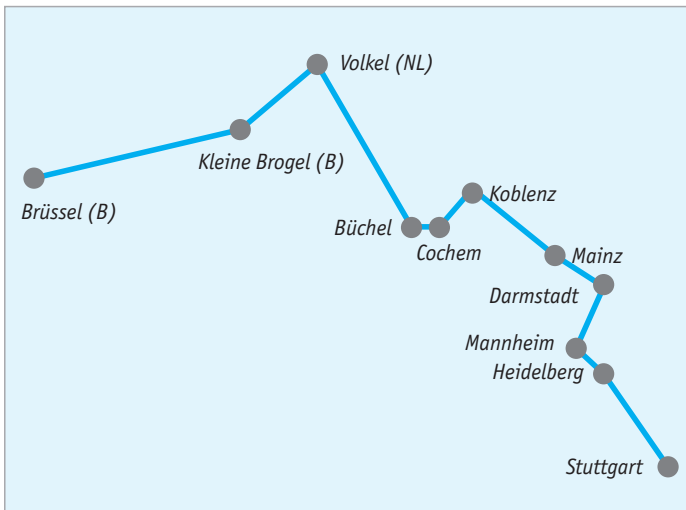 Volkel (NL)
Kleine Brogel (B)
Brüssel (B)
Koblenz
Büchel
Cochem
Mainz
Darmstadt
Mannheim
Heidelberg
Stuttgart